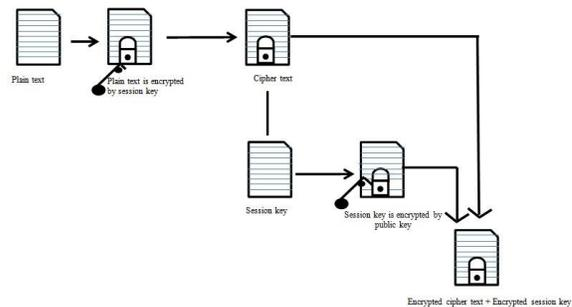 Plain text
Plain text is encrypted
by session key
Cipher text
Session key
Session key is encrypted by
public key
Encrypted cipher text + Encrypted session key